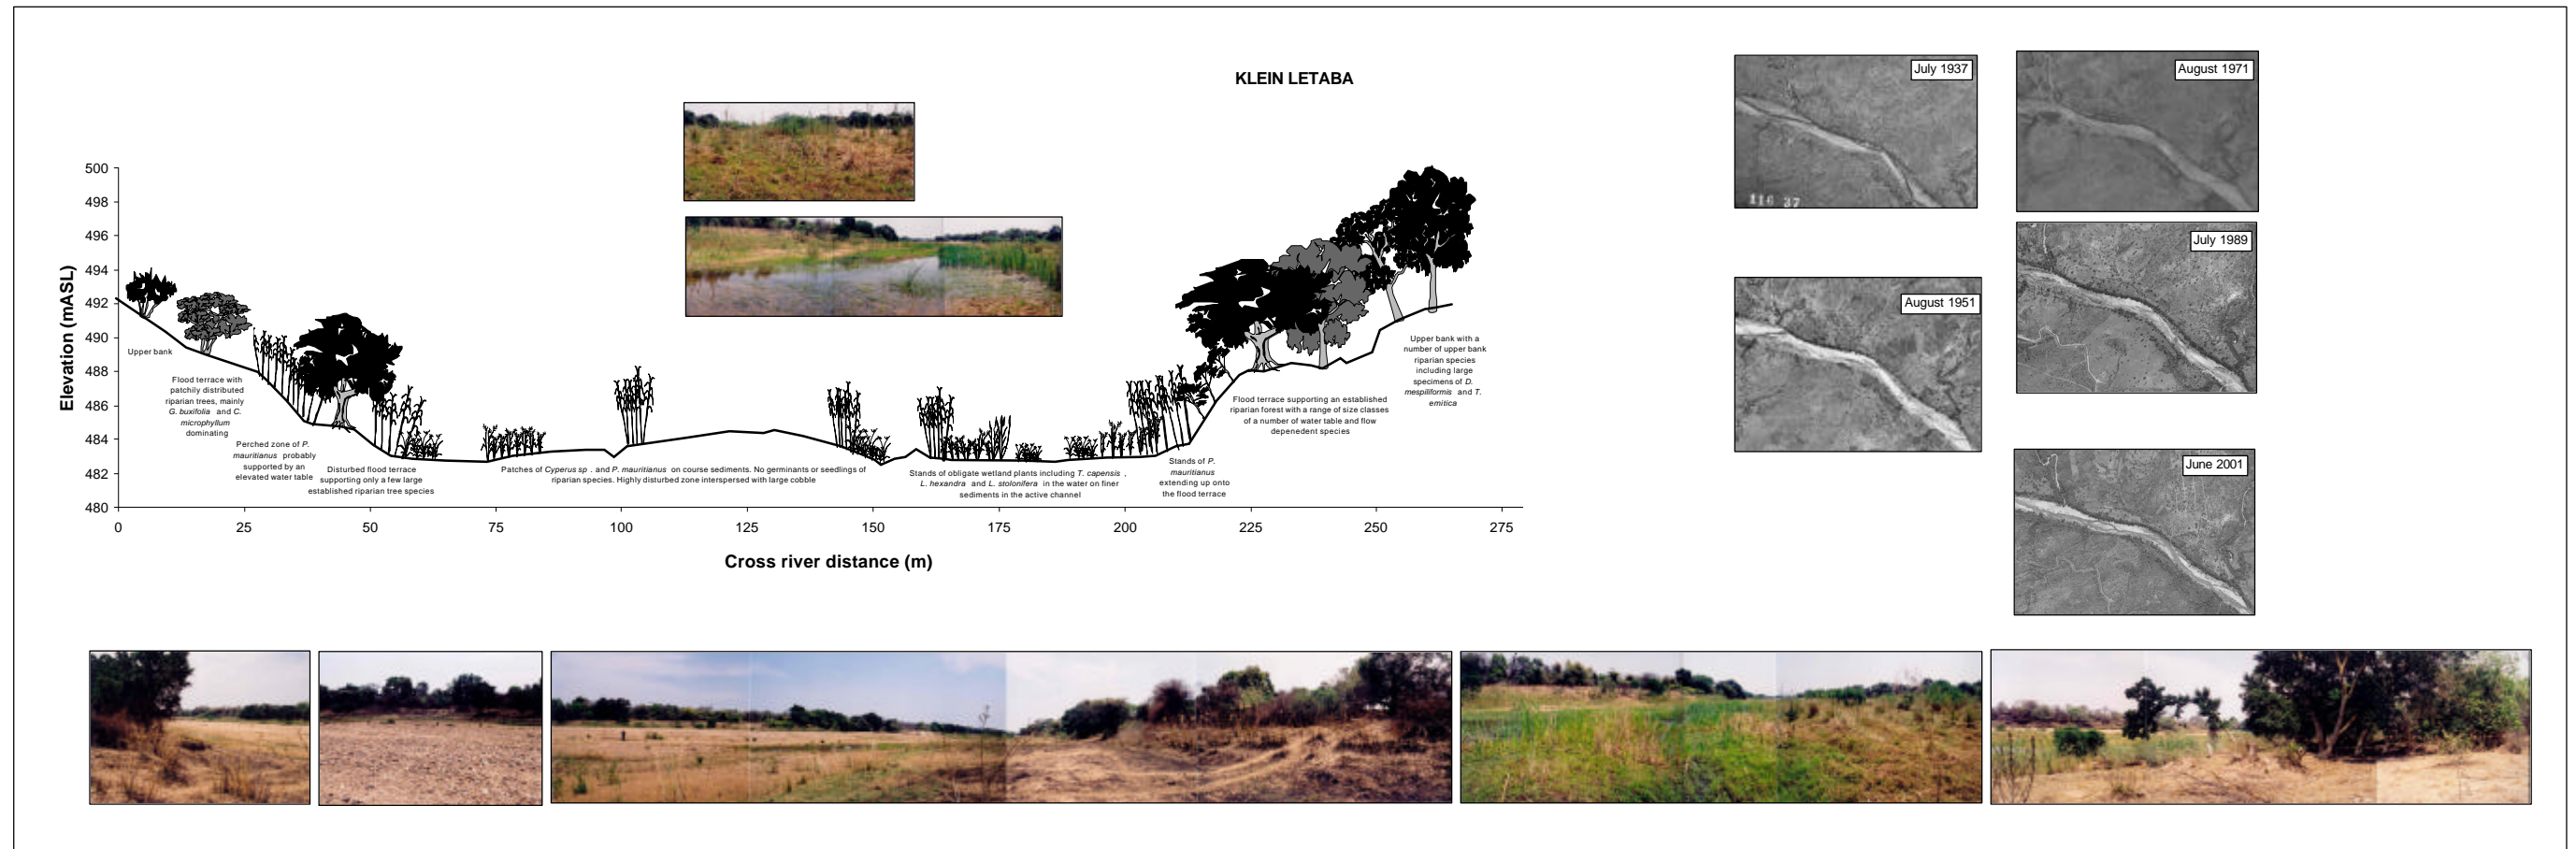 KLEIN LETABA
Elevation (mASL)
500
498
496
494
492
490
488
486
484
482
480
0
25
50
75
100
125
150
175
200
225
250
275
Cross river distance (m)
Upper bank
Flood terrace with
patchily distributed
riparian trees, mainly
G. buxifolia and C.
microphyllum
dominating
Perched zone of P.
mauritianus probably
supported by an
elevated water table
Disturbed flood terrace
supporting only a few large
established riparian tree species
Patches of Cyperus sp . and P. mauritianus on course sediments. No germinants or seedlings of
riparian species. Highly disturbed zone interspersed with large cobble
Stands of obligate wetland plants including T. capensis ,
L. hexandra and L. stolonifera in the water on finer
sediments in the active channel
Stands of P.
mauritianus
extending up onto
the flood terrace
Flood terrace supporting an established
riparian forest with a range of size classes
of a number of water table and flow
depenedent species
Upper bank with a
number of upper bank
riparian species
including large
specimens of D.
mespiliformis and T.
emitica
July 1937
116 37
August 1951
August 1971
July 1989
June 2001